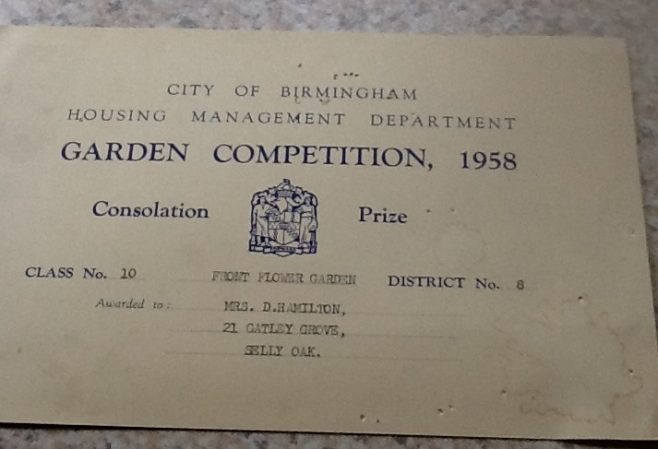 CITY OF BIRMINGHAM
HOUSING MANAGEMENT DEPARTMENT
GARDEN COMPETITION, 1958
Consolation Prize
CLASS No. 10 FRONT FLOWER GARDEN DISTRICT No. 8
Awarded to: MRS. D.HAMILTON,
21 GATLEY GROVE,
SELLY OAK.